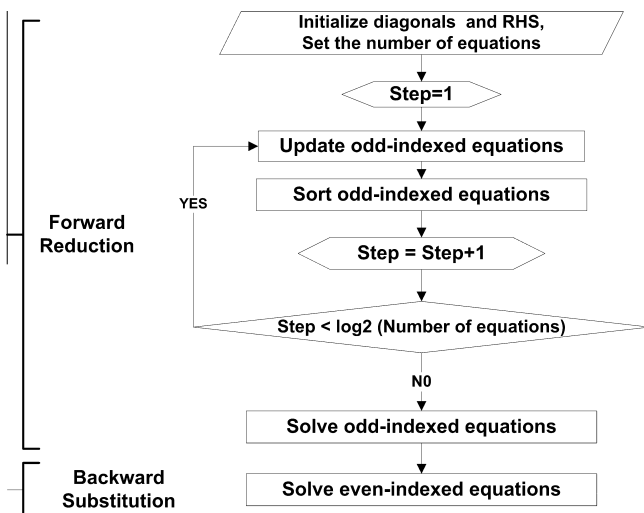 Initialize diagonals and RHS,
Set the number of equations
Step=1
Update odd-indexed equations
YES
Sort odd-indexed equations
Forward
Reduction
Step = Step+1
Step < log2 (Number of equations)
N0
Solve odd-indexed equations
Backward
Substitution
Solve even-indexed equations